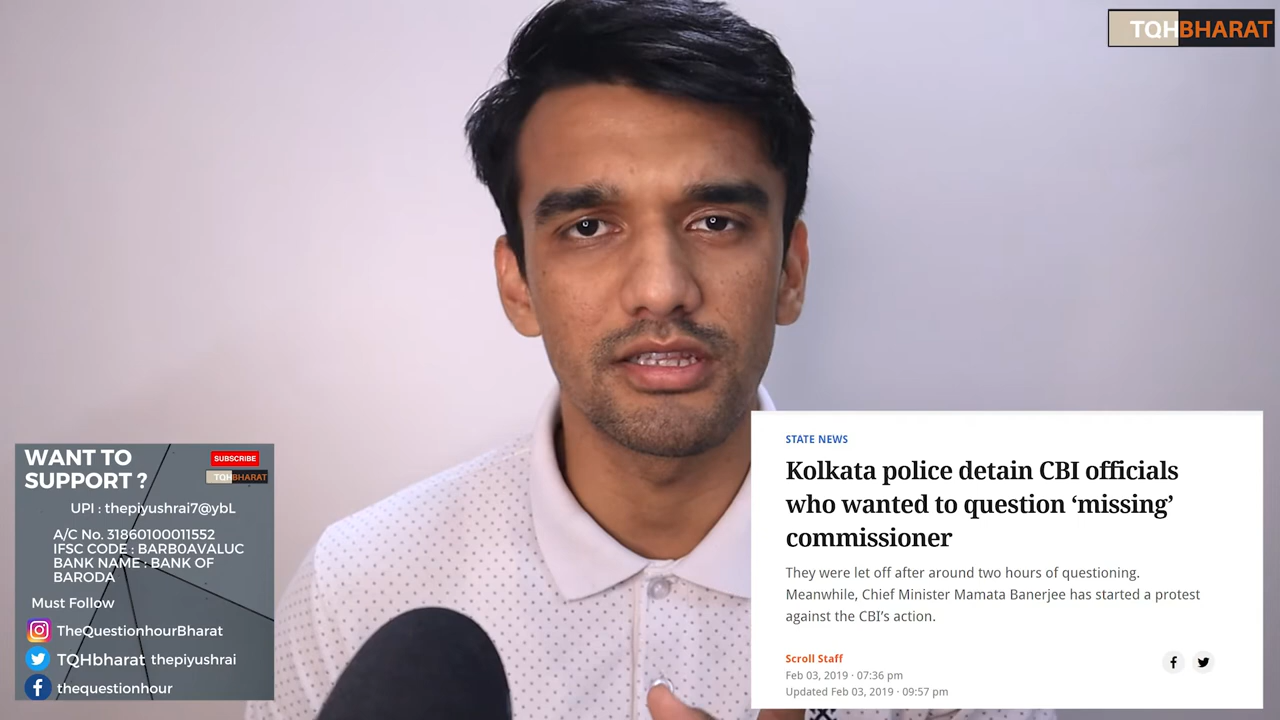 TQHBHARAT
WANT TO
SUPPORT ?
SUBSCRIBE
TQHBHARAT
UPI : thepiyushrai7@ybL
A/C No. 31860100011552
IFSC CODE : BARB0AVALUC
BANK NAME : BANK OF
BARODA
Must Follow
TheQuestionhourBharat
TQHbharat thepiyushrai
thequestionhour
STATE NEWS
Kolkata police detain CBI officials
who wanted to question ‘missing’
commissioner
They were let off after around two hours of questioning.
Meanwhile, Chief Minister Mamata Banerjee has started a protest
against the CBI’s action.
Scroll Staff
Feb 03, 2019 · 07:36 pm
Updated Feb 03, 2019 · 09:57 pm